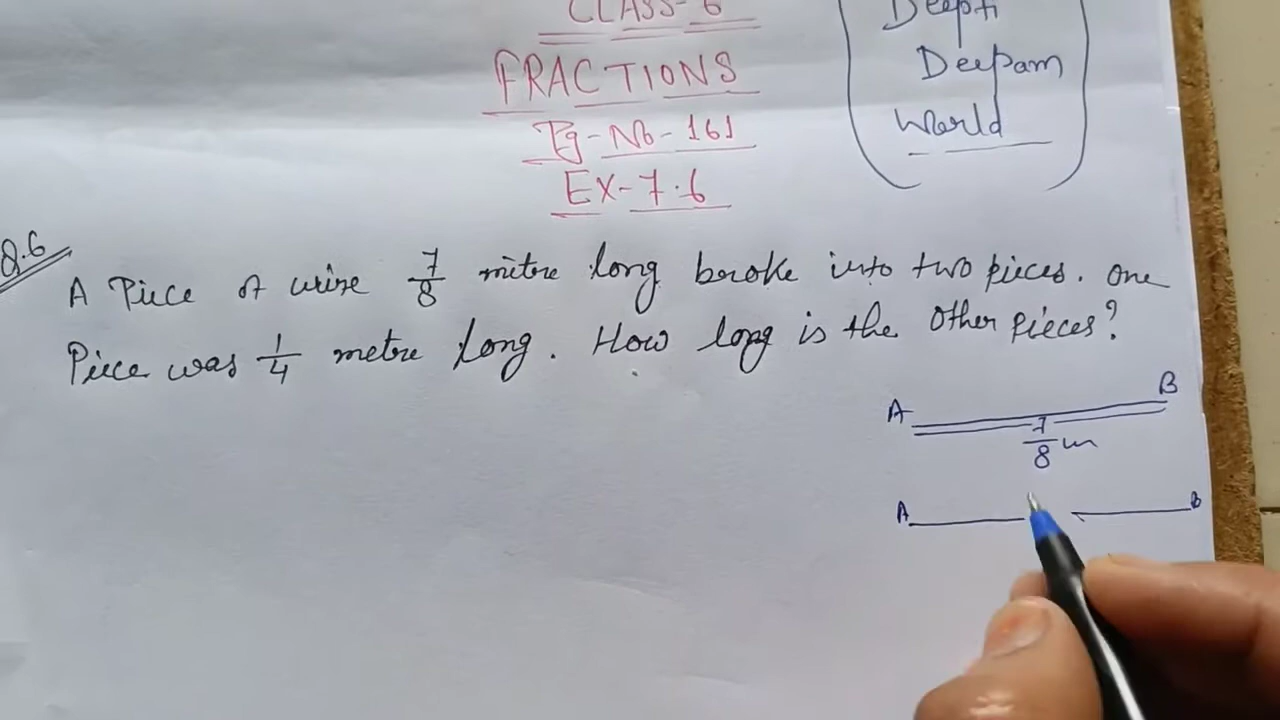 CLASS-6
FRACTIONS
Pg-No-161
EX-7.6
Deepti
Deepam
World
Q.6
A Piece of wire 7/8 metre long broke into two pieces. One
Piece was 1/4 metre long. How long is the other pieces?
A B
7/8 m
A B